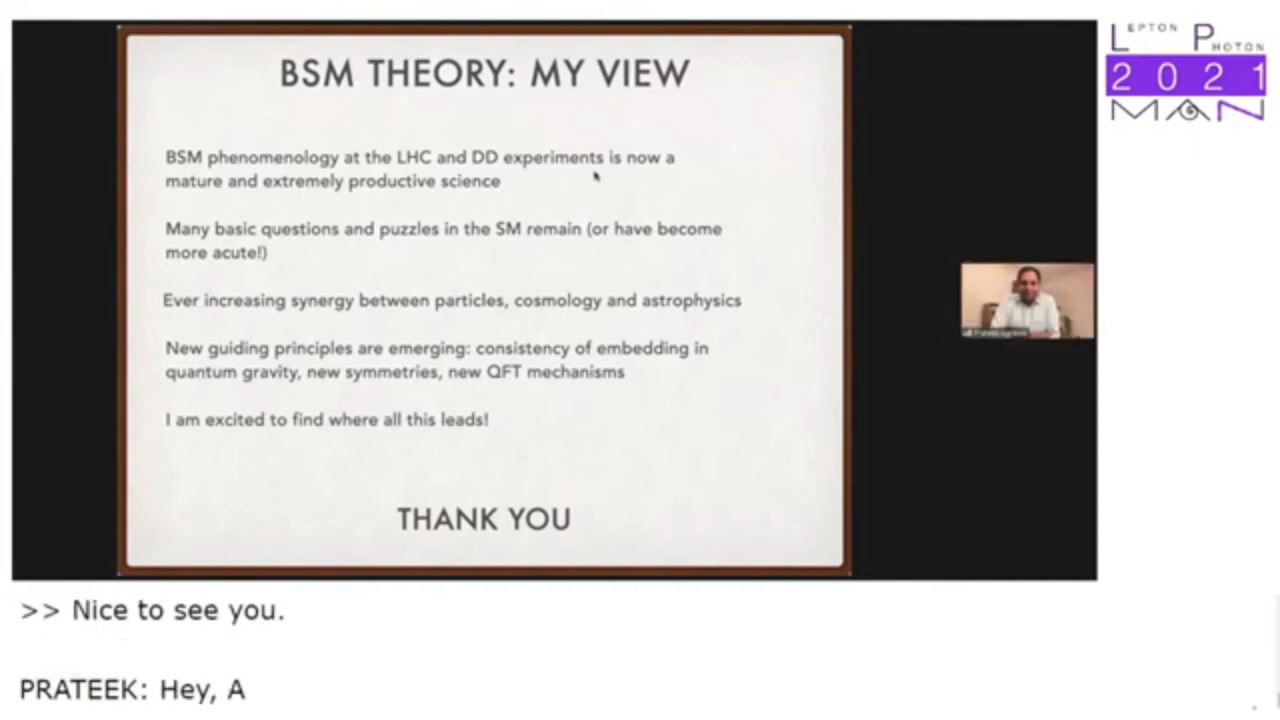 BSM THEORY: MY VIEW
BSM phenomenology at the LHC and DD experiments is now a
mature and extremely productive science
Many basic questions and puzzles in the SM remain (or have become
more acute!)
Ever increasing synergy between particles, cosmology and astrophysics
New guiding principles are emerging: consistency of embedding in
quantum gravity, new symmetries, new QFT mechanisms
I am excited to find where all this leads!
THANK YOU
LEPTON PHOTON
2021
MAN
>> Nice to see you.
PRATEEK: Hey, A